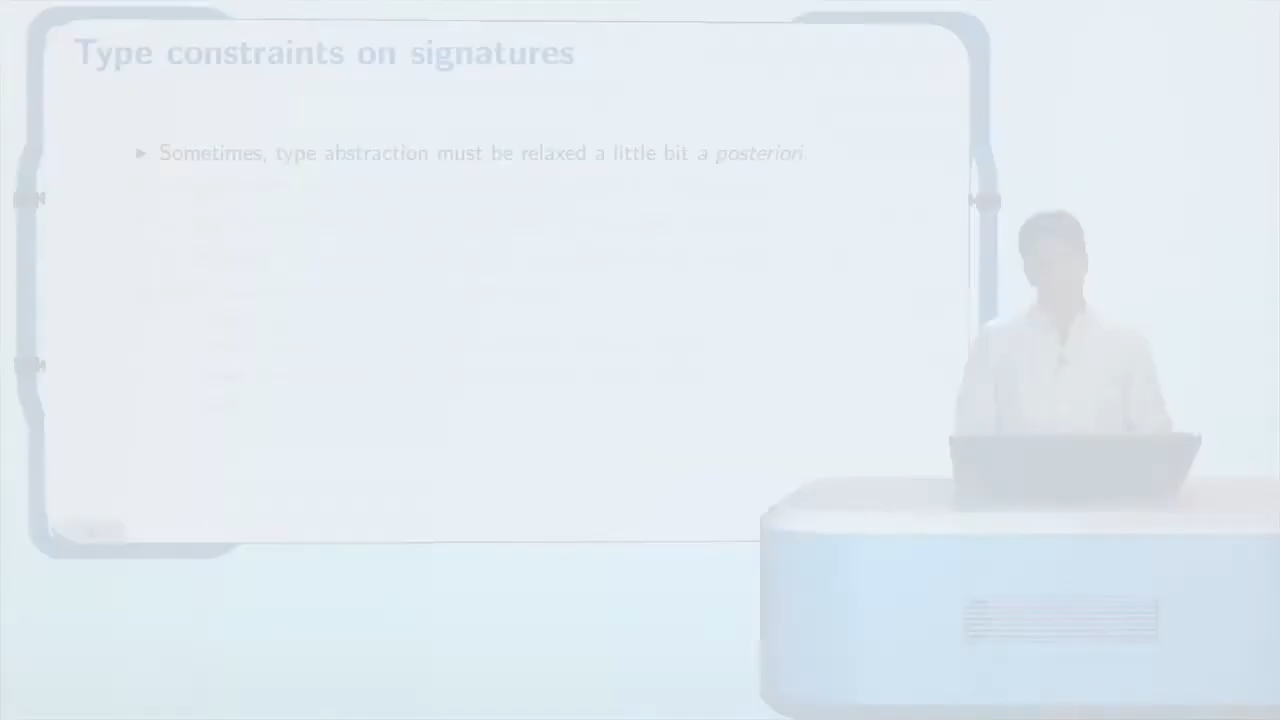 Type constraints on signatures
▶ Sometimes, type abstraction must be relaxed a little bit a posteriori.